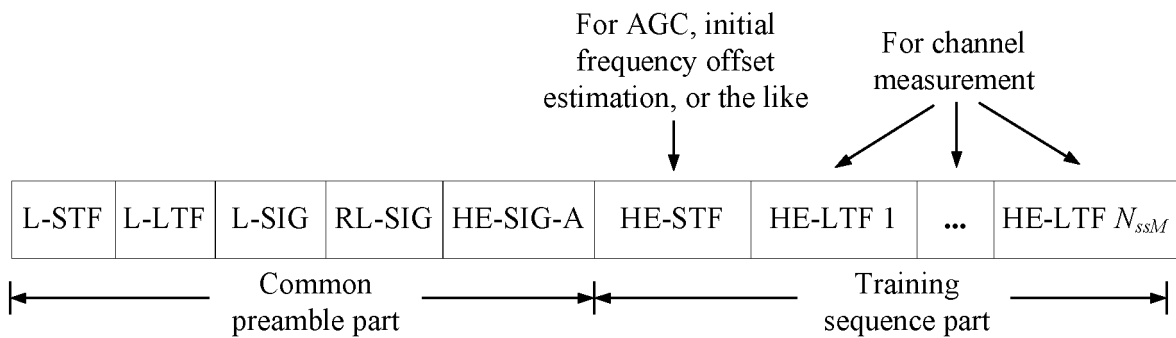 For AGC, initial
frequency offset
estimation, or the like
For channel
measurement
L-STF L-LTF L-SIG RL-SIG HE-SIG-A HE-STF HE-LTF 1 ... HE-LTF NssM
Common
preamble part
Training
sequence part